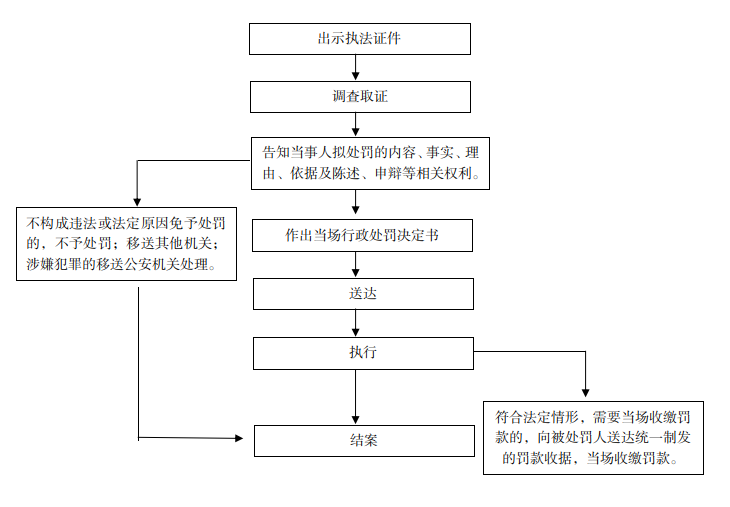 出示执法证件
调查取证
告知当事人拟处罚的内容、事实、理
由、依据及陈述、申辩等相关权利。
不构成违法或法定原因免予处罚
的，不予处罚；移送其他机关；
涉嫌犯罪的移送公安机关处理。
作出当场行政处罚决定书
送达
执行
符合法定情形，需要当场收缴罚
款的，向被处罚人送达统一制发
的罚款收据，当场收缴罚款。
结案